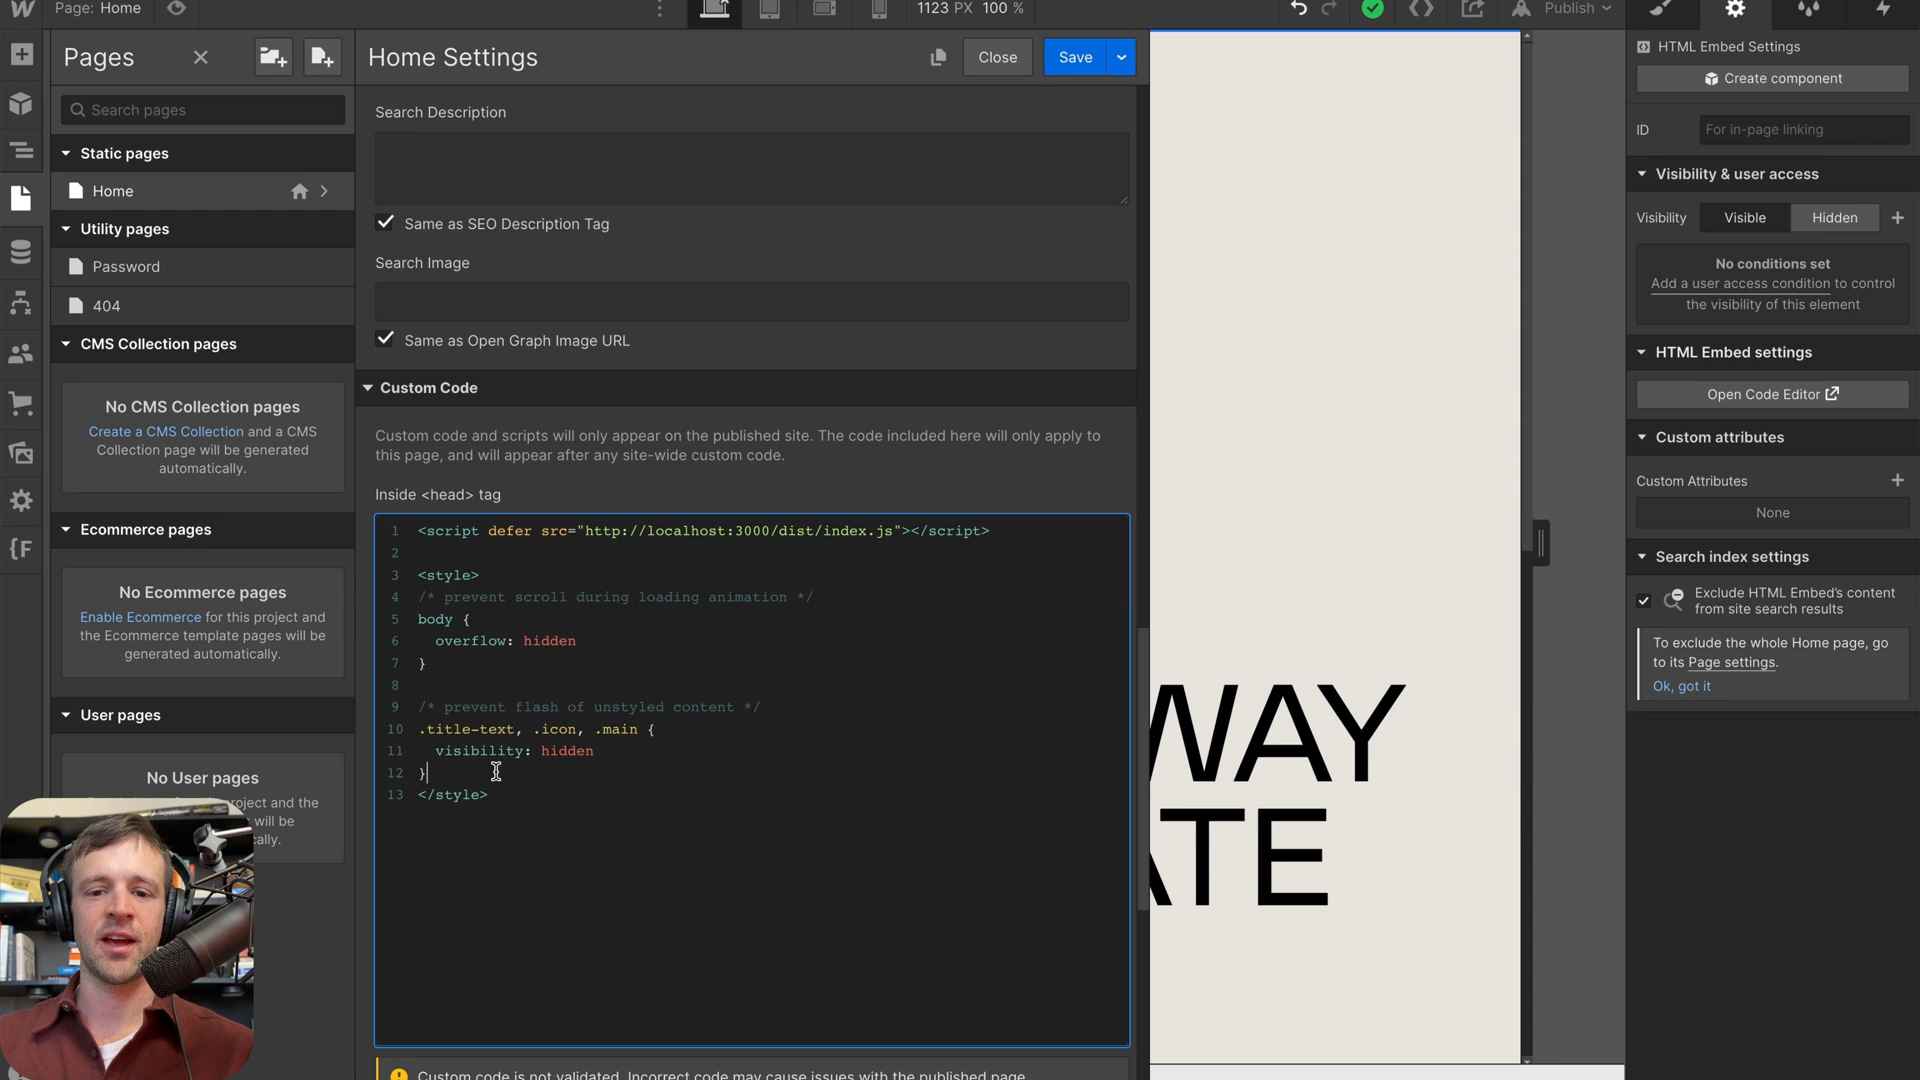 Page: Home
1123 PX 100 %
Publish
Pages
Search pages
Static pages
Home
Utility pages
Password
404
CMS Collection pages
No CMS Collection pages
Create a CMS Collection and a CMS
Collection page will be generated
automatically.
Ecommerce pages
No Ecommerce pages
Enable Ecommerce for this project and
the Ecommerce template pages will be
generated automatically.
User pages
No User pages
roject and the
will be
cally.
Home Settings
Close
Save
Search Description
Same as SEO Description Tag
Search Image
Same as Open Graph Image URL
Custom Code
Custom code and scripts will only appear on the published site. The code included here will only apply to
this page, and will appear after any site-wide custom code.
Inside <head> tag
1 <script defer src="http://localhost:3000/dist/index.js"></script>
2
3 <style>
4 /* prevent scroll during loading animation */
5 body {
6 overflow: hidden
7 }
8
9 /* prevent flash of unstyled content */
10 .title-text, .icon, .main {
11 visibility: hidden
12 }
13 </style>
Custom code is not validated. Incorrect code may cause issues with the published page.
WAY
ATE
HTML Embed Settings
Create component
ID
For in-page linking
Visibility & user access
Visibility
Visible
Hidden
No conditions set
Add a user access condition to control
the visibility of this element
HTML Embed settings
Open Code Editor
Custom attributes
Custom Attributes
None
Search index settings
Exclude HTML Embed's content
from site search results
To exclude the whole Home page, go
to its Page settings.
Ok, got it